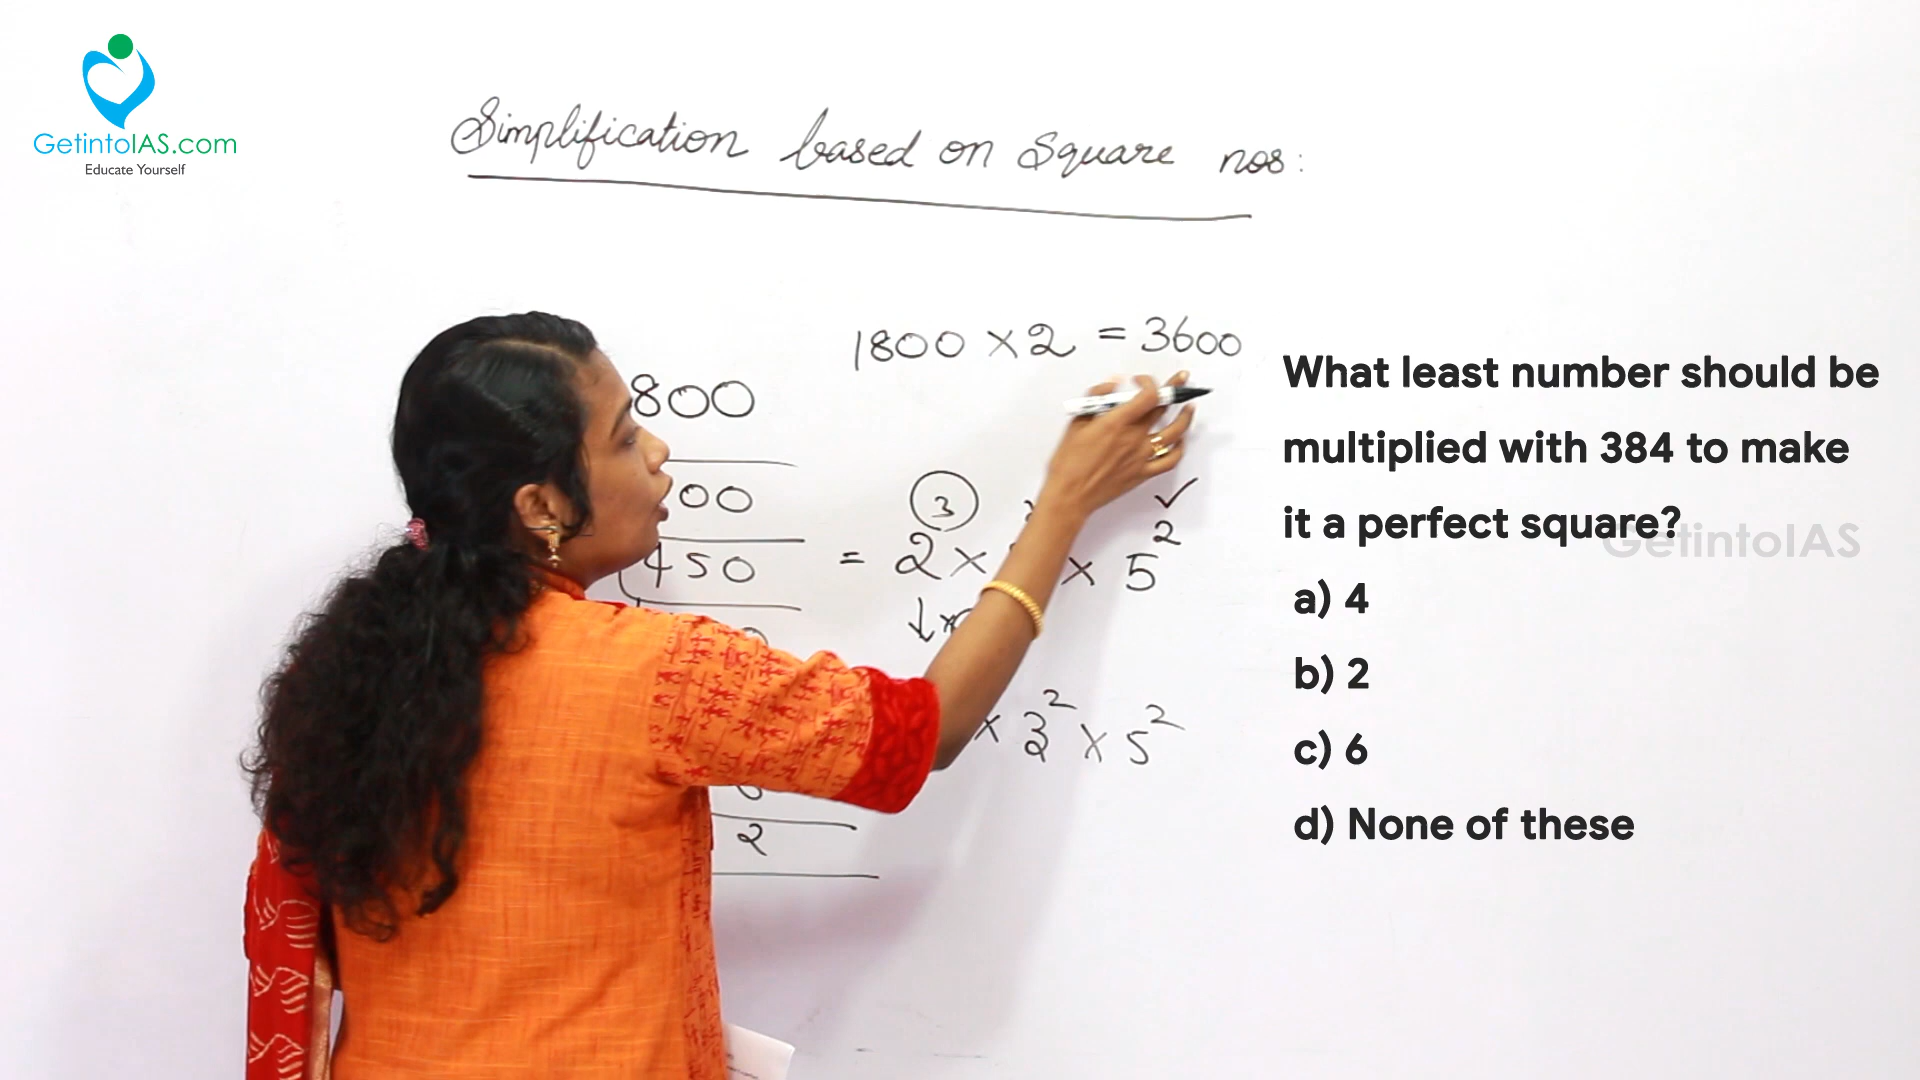 GetintoIAS.com
Educate Yourself
Simplification based on Square nos:
1800 × 2 = 3600
800
00
450
= 2³ × × 5²
× 3² × 5²
2
What least number should be
multiplied with 384 to make
it a perfect square?
GetintoIAS
a) 4
b) 2
c) 6
d) None of these